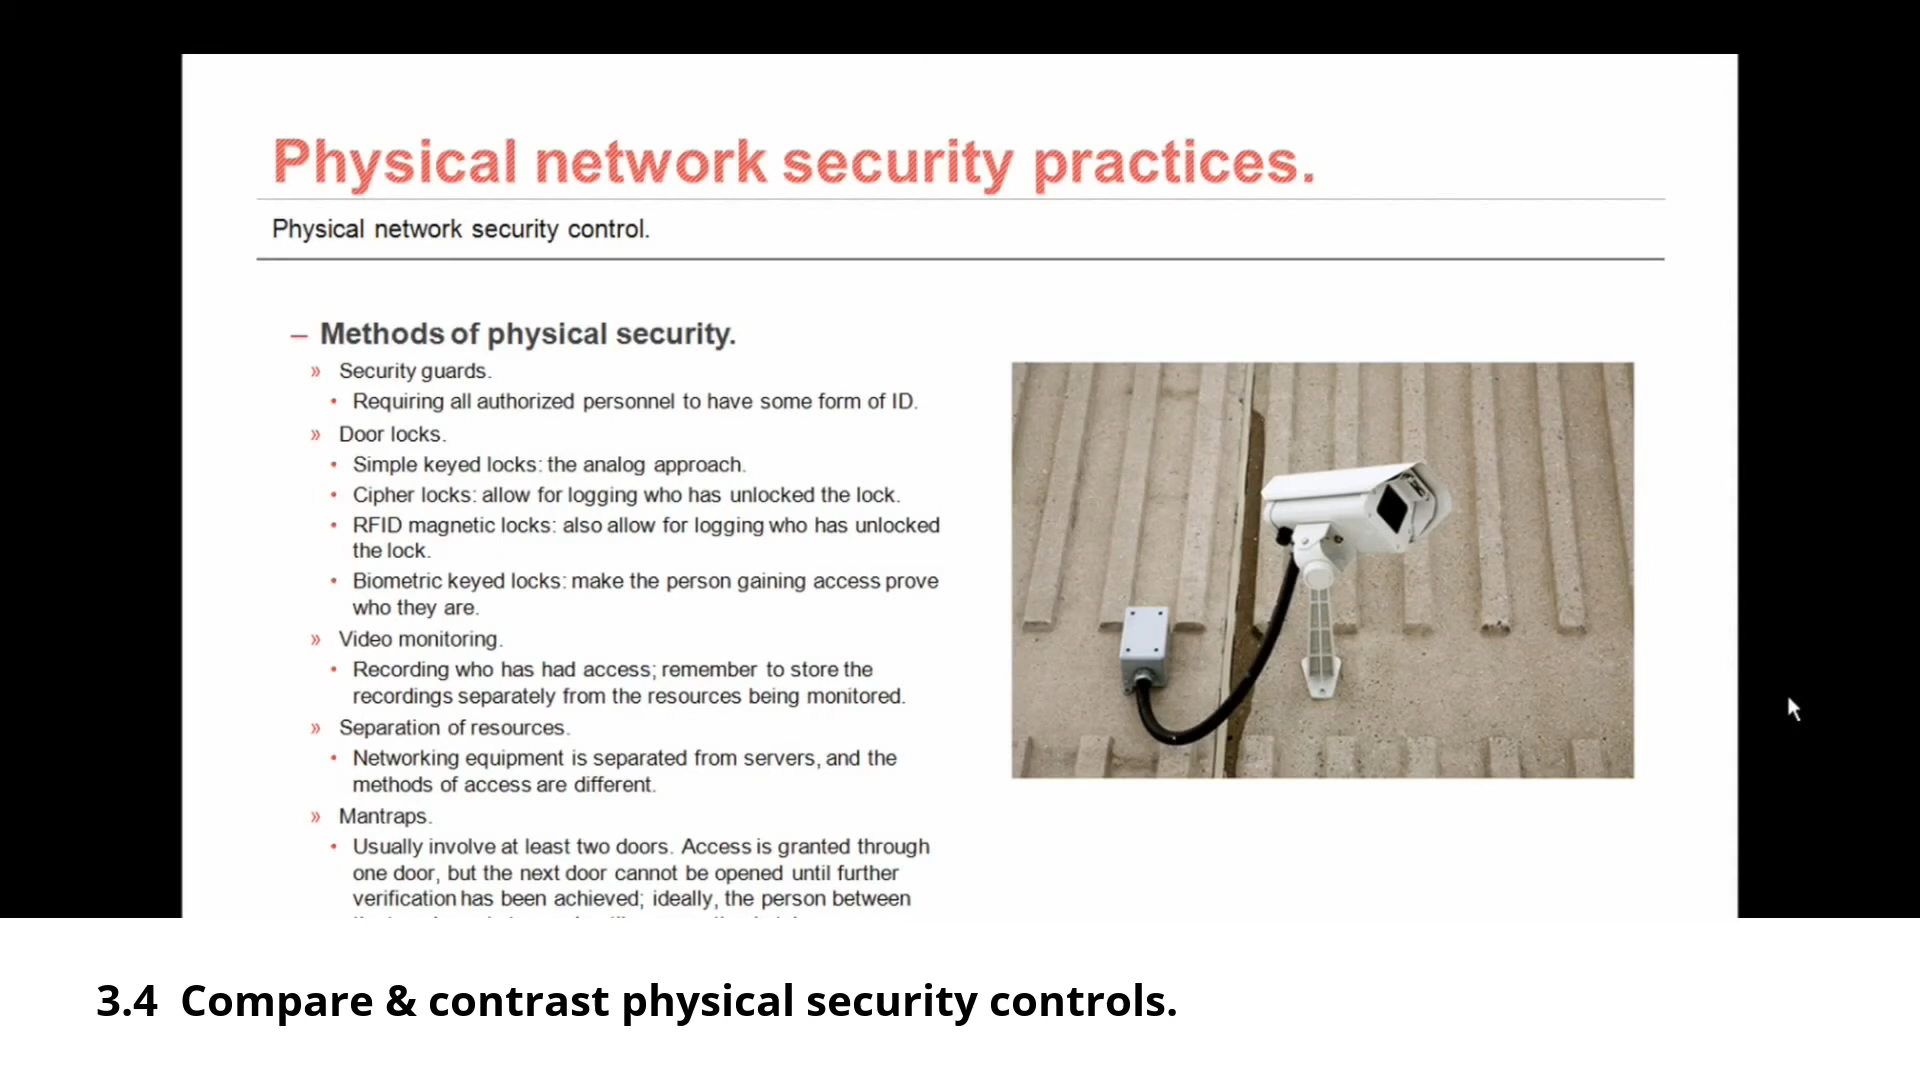 Physical network security practices.
Physical network security control.
– Methods of physical security.
» Security guards.
• Requiring all authorized personnel to have some form of ID.
» Door locks.
• Simple keyed locks: the analog approach.
• Cipher locks: allow for logging who has unlocked the lock.
• RFID magnetic locks: also allow for logging who has unlocked
the lock.
• Biometric keyed locks: make the person gaining access prove
who they are.
» Video monitoring.
• Recording who has had access; remember to store the
recordings separately from the resources being monitored.
» Separation of resources.
• Networking equipment is separated from servers, and the
methods of access are different.
» Mantraps.
• Usually involve at least two doors. Access is granted through
one door, but the next door cannot be opened until further
verification has been achieved; ideally, the person between
3.4 Compare & contrast physical security controls.